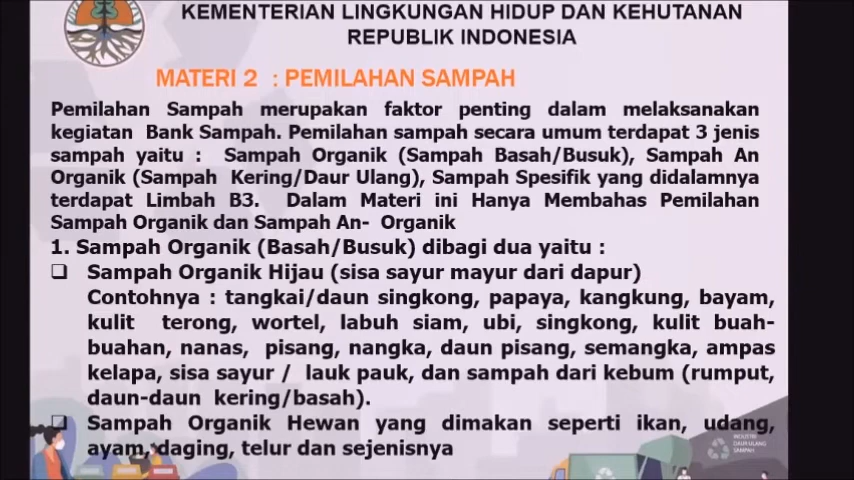 KEMENTERIAN LINGKUNGAN HIDUP DAN KEHUTANAN
REPUBLIK INDONESIA
MATERI 2 : PEMILAHAN SAMPAH
Pemilahan Sampah merupakan faktor penting dalam melaksanakan
kegiatan Bank Sampah. Pemilahan sampah secara umum terdapat 3 jenis
sampah yaitu : Sampah Organik (Sampah Basah/Busuk), Sampah An
Organik (Sampah Kering/Daur Ulang), Sampah Spesifik yang didalamnya
terdapat Limbah B3. Dalam Materi ini Hanya Membahas Pemilahan
Sampah Organik dan Sampah An- Organik
1. Sampah Organik (Basah/Busuk) dibagi dua yaitu :
❑ Sampah Organik Hijau (sisa sayur mayur dari dapur)
Contohnya : tangkai/daun singkong, papaya, kangkung, bayam,
kulit terong, wortel, labuh siam, ubi, singkong, kulit buah-
buahan, nanas, pisang, nangka, daun pisang, semangka, ampas
kelapa, sisa sayur / lauk pauk, dan sampah dari kebum (rumput,
daun-daun kering/basah).
❑ Sampah Organik Hewan yang dimakan seperti ikan, udang,
ayam, daging, telur dan sejenisnya
INDUSTRI
DAUR ULANG
SAMPAH